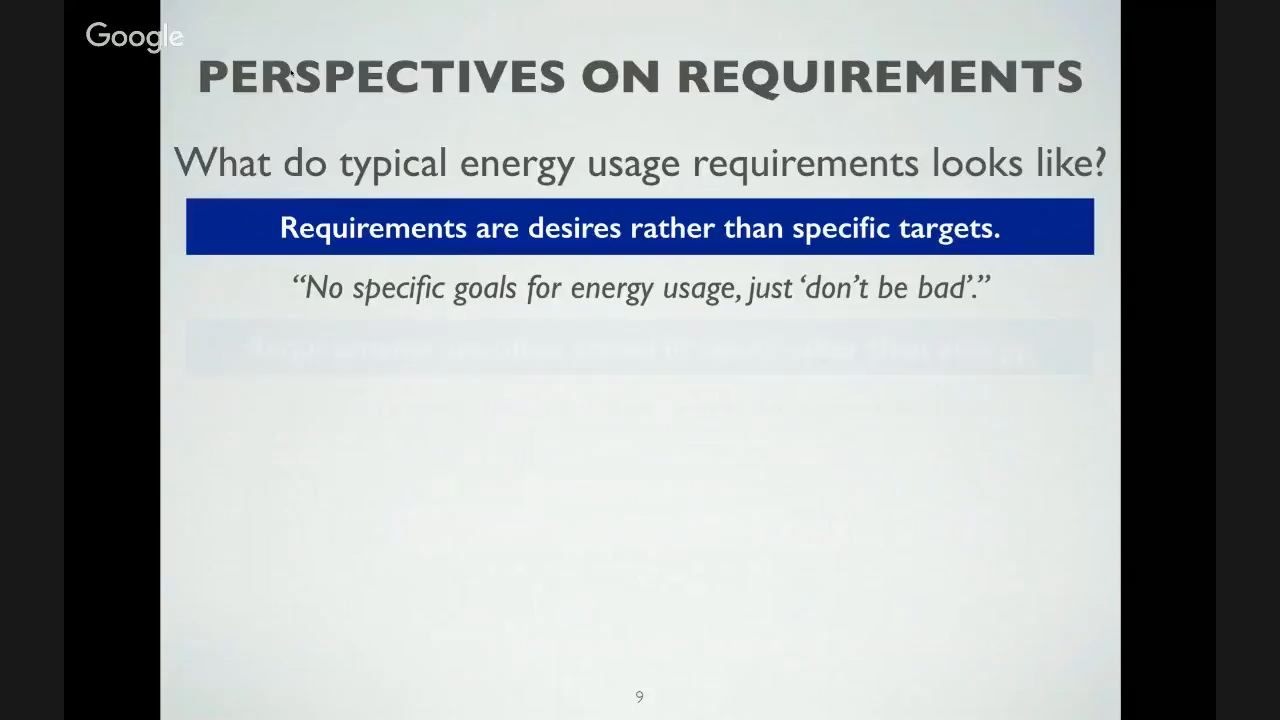 Google
PERSPECTIVES ON REQUIREMENTS
What do typical energy usage requirements looks like?
Requirements are desires rather than specific targets.
“No specific goals for energy usage, just ‘don’t be bad’.”
9